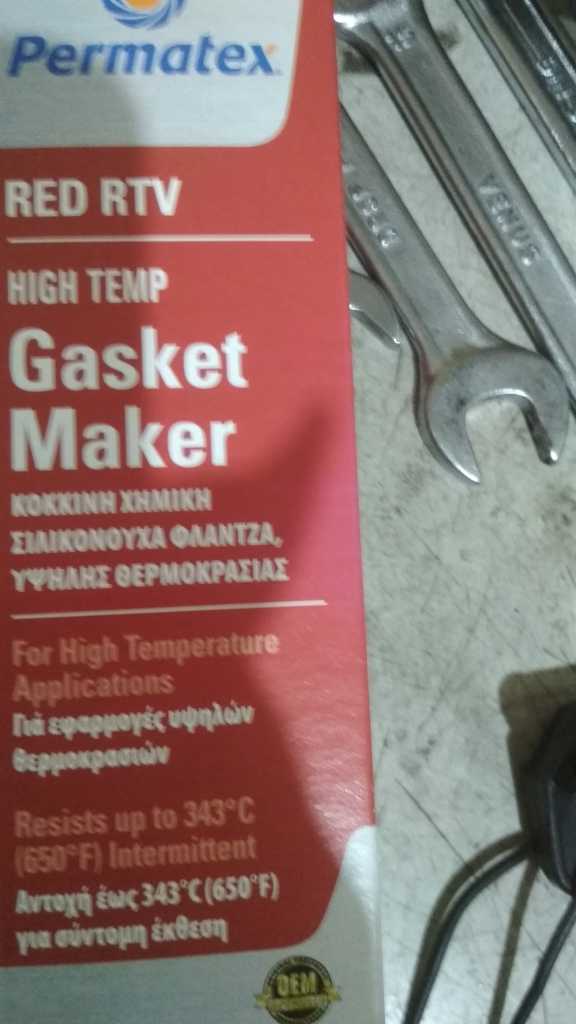 Permatex
RED RTV
HIGH TEMP
Gasket
Maker
ΚΟΚΚΙΝΗ ΧΗΜΙΚΗ
ΣΙΛΙΚΟΝΟΥΧΑ ΦΛΑΝΤΖΑ,
ΥΨΗΛΗΣ ΘΕΡΜΟΚΡΑΣΙΑΣ
For High Temperature
Applications
Γιά εφαρμογές υψηλών
θερμοκρασιών
Resists up to 343°C
(650°F) Intermittent
Αντοχή έως 343°C (650°F)
για σύντομη έκθεση
OEM
VENUS